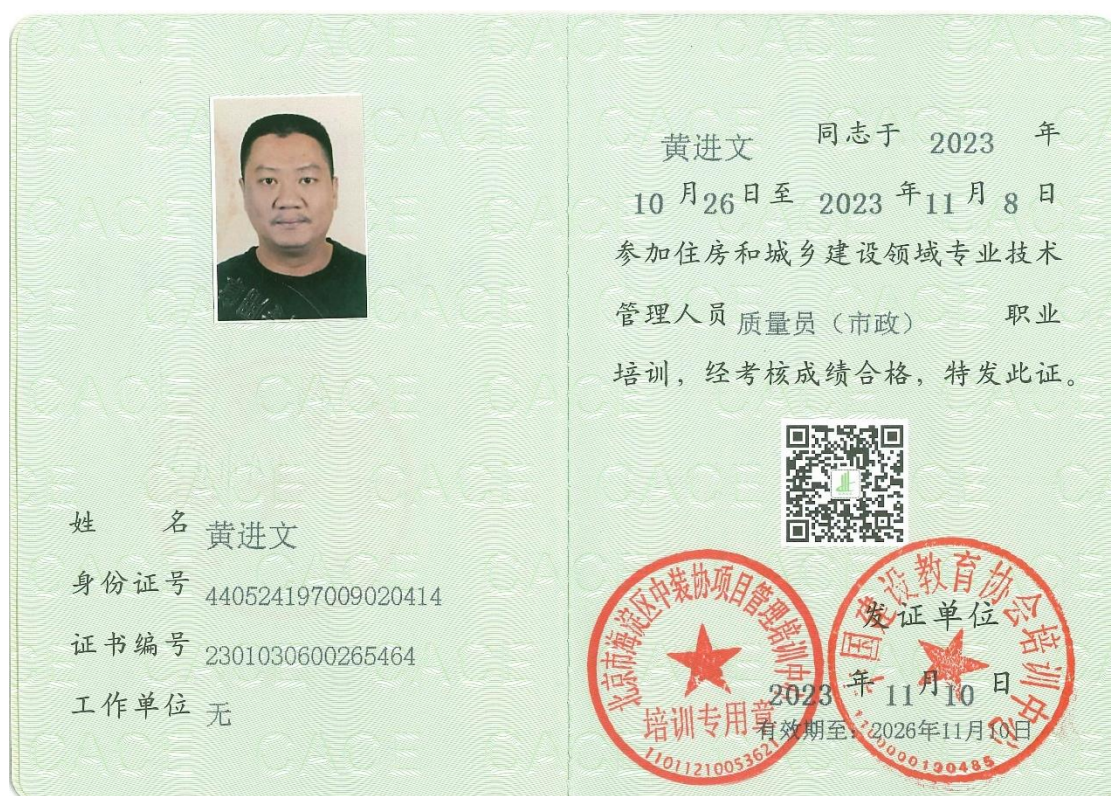 姓 名 黄进文
身份证号 440524197009020414
证书编号 2301030600265464
工作单位 无
黄进文 同志于 2023 年
10 月 26 日至 2023 年 11 月 8 日
参加住房和城乡建设领域专业技术
管理人员 质量员（市政） 职业
培训，经考核成绩合格，特发此证。
北京市海淀区中装协项目管理培训中心
培训专用章
11011210053621
中国建设教育协会培训中心
发证单位
2023 年 11 月 10 日
有效期至：2026年11月10日
CACE